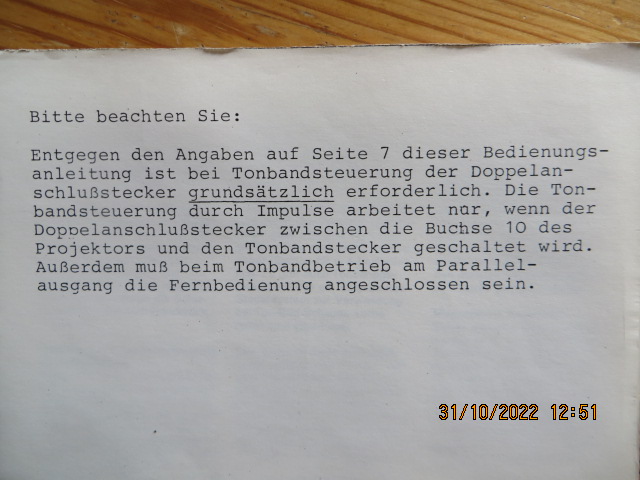 Bitte beachten Sie:
Entgegen den Angaben auf Seite 7 dieser Bedienungs-
anleitung ist bei Tonbandsteuerung der Doppelan-
schlußstecker grundsätzlich erforderlich. Die Ton-
bandsteuerung durch Impulse arbeitet nur, wenn der
Doppelanschlußstecker zwischen die Buchse 10 des
Projektors und den Tonbandstecker geschaltet wird.
Außerdem muß beim Tonbandbetrieb am Parallel-
ausgang die Fernbedienung angeschlossen sein.
31/10/2022 12:51